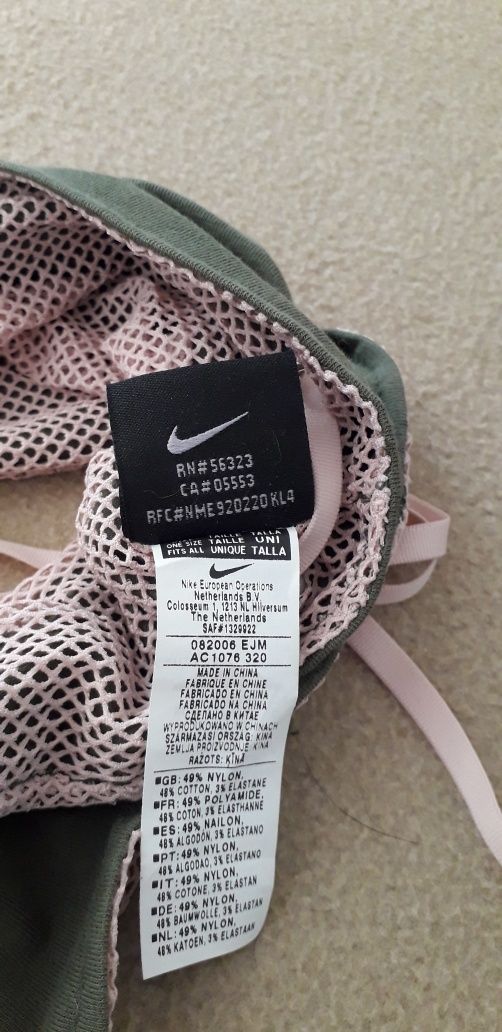 RN#56323
CA#05553
RFC#NME920220KL4
ONE SIZE TAILLE UNI
FITS ALL UNIQUE TALLA
Nike European Operations
Netherlands B.V.
Colosseum 1, 1213 NL Hilversum
The Netherlands
SAF#1329922
082006 EJM
AC1076 320
MADE IN CHINA
FABRIQUE EN CHINE
FABRICADO EN CHINA
FABRICADO NA CHINA
СДЕЛАНО В КИТАЕ
WYPRODUKOWANO W CHINACH
SZÁRMAZÁSI ORSZÁG: KÍNA
ZEMLJA PROIZVODNJE: KINA
RAZOTS: ĶĪNĀ
■GB: 49% NYLON,
48% COTTON, 3% ELASTANE
■FR: 49% POLYAMIDE,
48% COTON, 3% ELASTHANNE
■ES: 49% NAILON,
48% ALGODÓN, 3% ELASTANO
■PT: 49% NYLON,
48% ALGODAO, 3% ELASTANO
■IT: 49% NYLON,
48% COTONE, 3% ELASTAN
■DE: 49% NYLON,
48% BAUMWOLLE, 3% ELASTAN
■NL: 49% NYLON,
48% KATOEN, 3% ELASTAAN